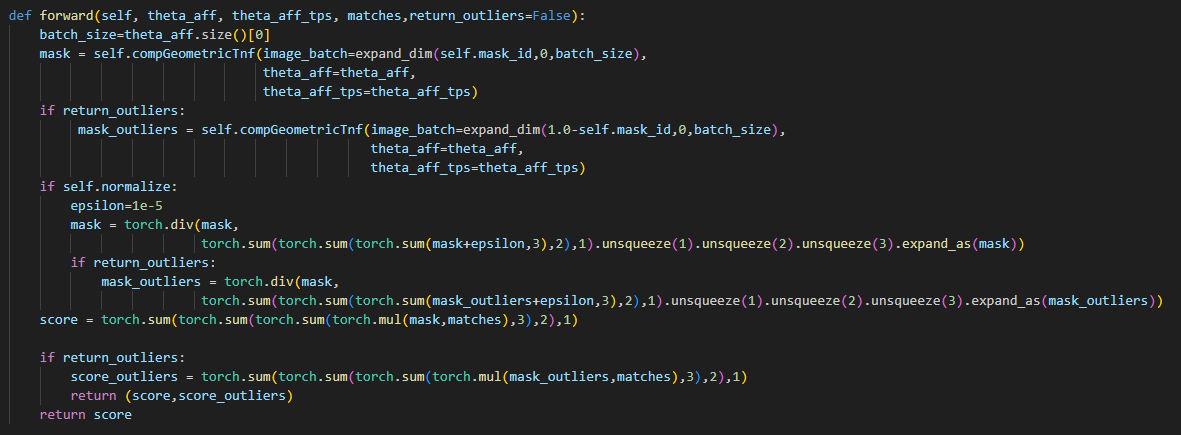 def forward(self, theta_aff, theta_aff_tps, matches,return_outliers=False):
    batch_size=theta_aff.size()[0]
    mask = self.compGeometricTnf(image_batch=expand_dim(self.mask_id,0,batch_size),
                                 theta_aff=theta_aff,
                                 theta_aff_tps=theta_aff_tps)
    if return_outliers:
         mask_outliers = self.compGeometricTnf(image_batch=expand_dim(1.0-self.mask_id,0,batch_size),
                                               theta_aff=theta_aff,
                                               theta_aff_tps=theta_aff_tps)
    if self.normalize:
        epsilon=1e-5
        mask = torch.div(mask,
                         torch.sum(torch.sum(torch.sum(mask+epsilon,3),2),1).unsqueeze(1).unsqueeze(2).unsqueeze(3).expand_as(mask))
        if return_outliers:
            mask_outliers = torch.div(mask,
                         torch.sum(torch.sum(torch.sum(mask_outliers+epsilon,3),2),1).unsqueeze(1).unsqueeze(2).unsqueeze(3).expand_as(mask_outliers))
    score = torch.sum(torch.sum(torch.sum(torch.mul(mask,matches),3),2),1)

    if return_outliers:
        score_outliers = torch.sum(torch.sum(torch.sum(torch.mul(mask_outliers,matches),3),2),1)
        return (score,score_outliers)
    return score